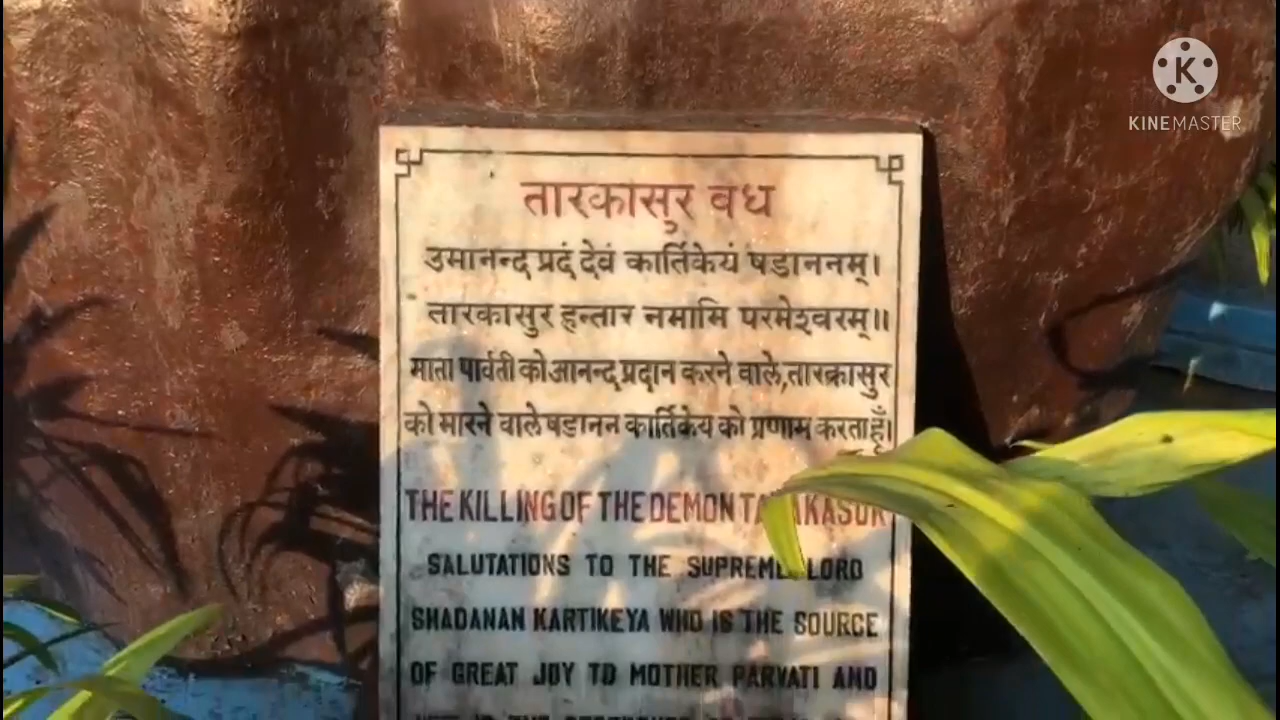 KINEMASTER
तारकासुर वध
उमानन्द प्रदं देवं कार्तिकेयं षडाननम्।
तारकासुर हन्तार नमामि परमेश्वरम्॥
माता पार्वती को आनन्द प्रदान करने वाले, तारकासुर
को मारने वाले षडानन कार्तिकेय को प्रणाम करता हूँ।
THE KILLING OF THE DEMON
SALUTATIONS TO THE SUPREME LORD
SHADANAN KARTIKEYA WHO IS THE SOURCE
OF GREAT JOY TO MOTHER PARVATI AND